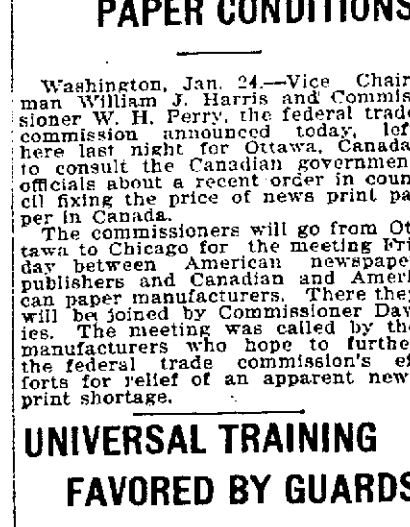 PAPER CONDITIONS
Washington, Jan. 24.—Vice Chair
man William J. Harris and Commis
sioner W. H. Perry, the federal trade
commission announced today, lef
here last night for Ottawa, Canada
to consult the Canadian governmen
officials about a recent order in coun
cil fixing the price of news print pa
per in Canada.
The commissioners will go from Ot
tawa to Chicago for the meeting Fri
day between American newspaper
publishers and Canadian and Ameri
can paper manufacturers. There they
will be joined by Commissioner Dav
ies. The meeting was called by the
manufacturers who hope to further
the federal trade commission's ef
forts for relief of an apparent news
print shortage.
UNIVERSAL TRAINING
FAVORED BY GUARDS